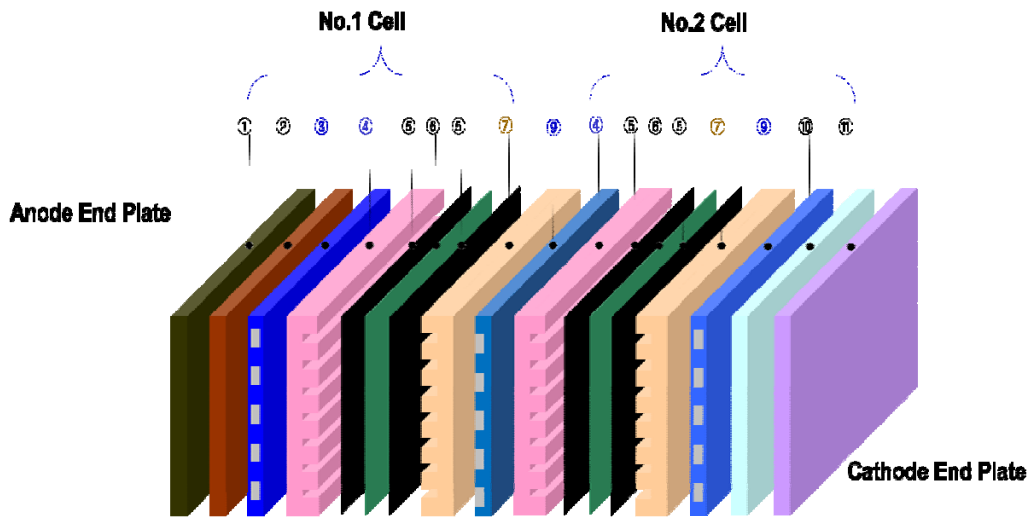 No.1 Cell No.2 Cell
① ② ③ ④ ⑤ ⑥ ⑤ ⑦ ⑨ ④ ⑤ ⑥ ⑤ ⑦ ⑨ ⑩ ⑪
Anode End Plate
Cathode End Plate